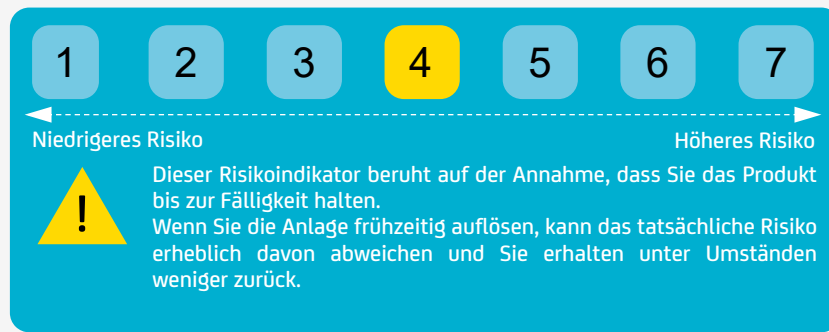 1 2 3 4 5 6 7
Niedrigeres Risiko Höheres Risiko
Dieser Risikoindikator beruht auf der Annahme, dass Sie das Produkt
bis zur Fälligkeit halten.
Wenn Sie die Anlage frühzeitig auflösen, kann das tatsächliche Risiko
erheblich davon abweichen und Sie erhalten unter Umständen
weniger zurück.
!